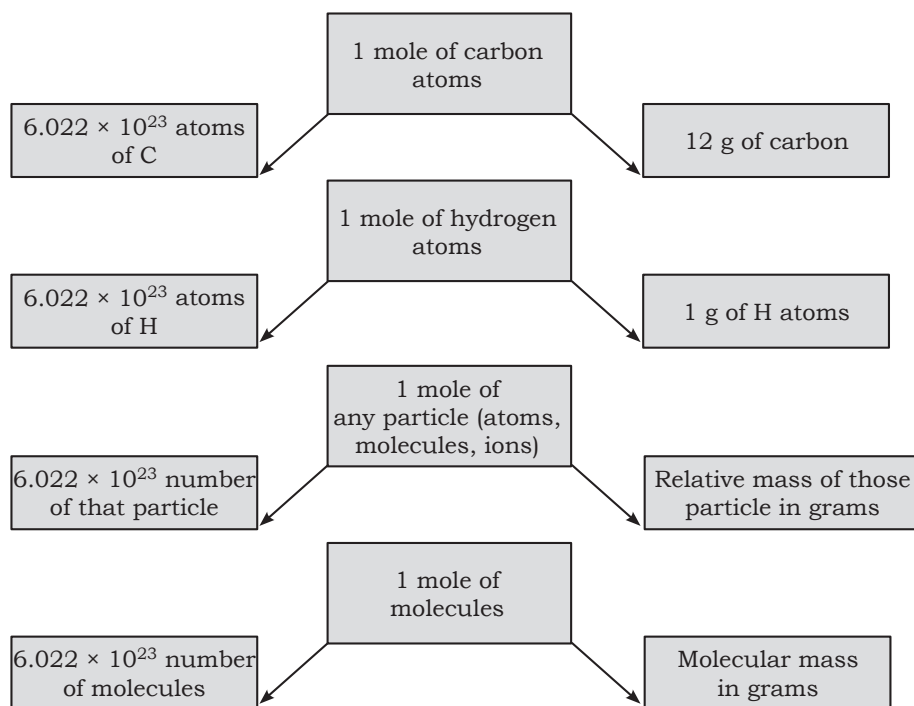 1 mole of carbon
atoms
6.022 × 10²³ atoms
of C
12 g of carbon
1 mole of hydrogen
atoms
6.022 × 10²³ atoms
of H
1 g of H atoms
1 mole of
any particle (atoms,
molecules, ions)
6.022 × 10²³ number
of that particle
Relative mass of those
particle in grams
1 mole of
molecules
6.022 × 10²³ number
of molecules
Molecular mass
in grams